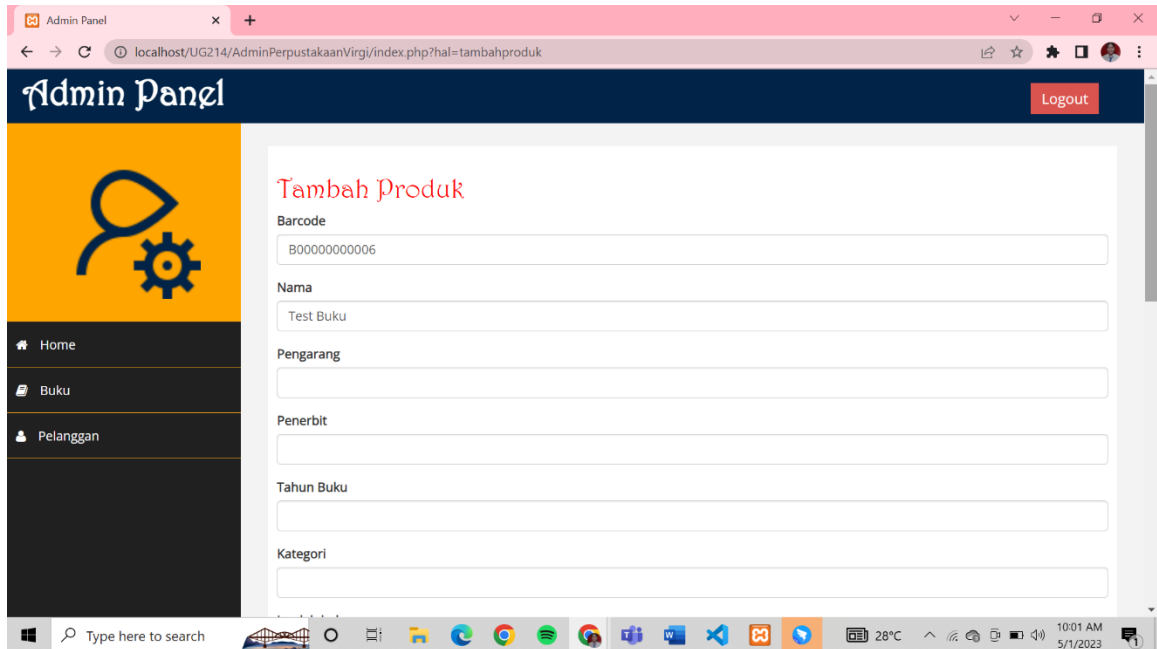 Admin Panel
localhost/UG214/AdminPerpustakaanVirgi/index.php?hal=tambahproduk
Admin Panel
Logout
Tambah Produk
Barcode
B00000000006
Nama
Test Buku
Home
Pengarang
Buku
Penerbit
Pelanggan
Tahun Buku
Kategori
Type here to search
28°C
10:01 AM
5/1/2023